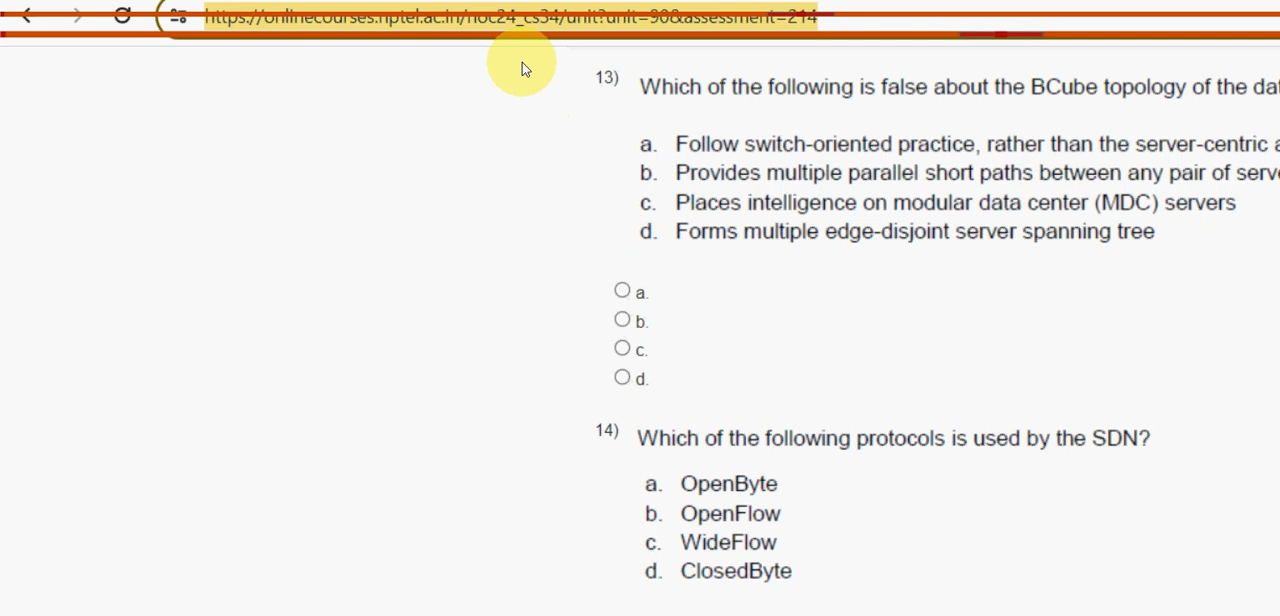 https://onlinecourses.nptel.ac.in/noc24_cs34/unit?unit=90&assessment=214
13) Which of the following is false about the BCube topology of the
a. Follow switch-oriented practice, rather than the server-centric
b. Provides multiple parallel short paths between any pair of
c. Places intelligence on modular data center (MDC) servers
d. Forms multiple edge-disjoint server spanning tree
a.
b.
c.
d.
14) Which of the following protocols is used by the SDN?
a. OpenByte
b. OpenFlow
c. WideFlow
d. ClosedByte